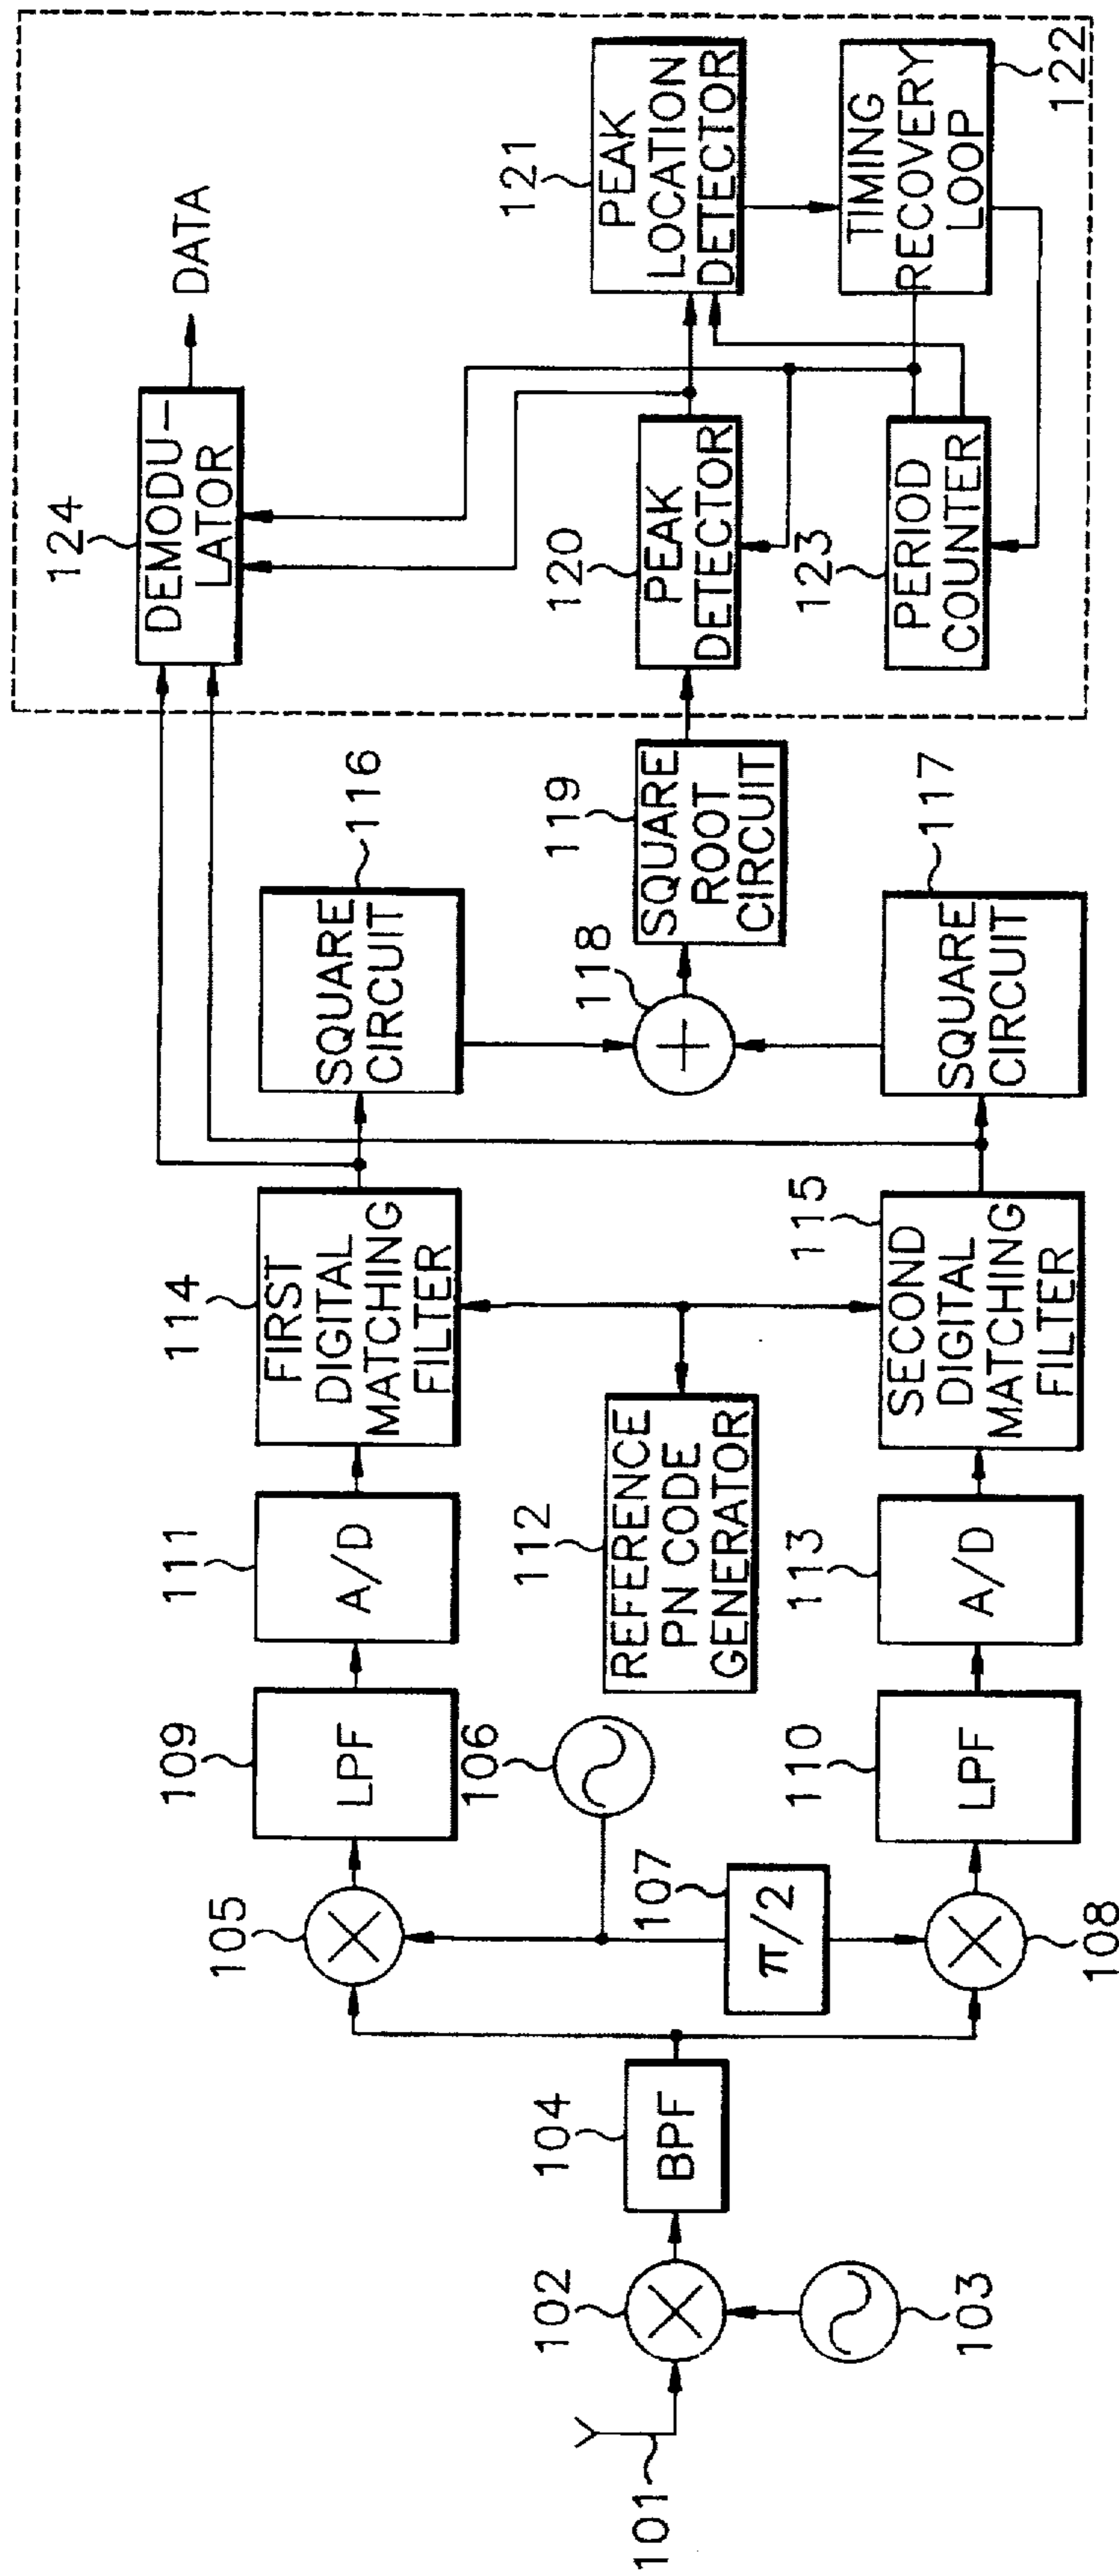 101
102
103
104
BPF
105
106
107
π/2
108
109
LPF
110
LPF
111
A/D
112
REFERENCE
PN CODE
GENERATOR
113
A/D
114
FIRST
DIGITAL
MATCHING
FILTER
115
SECOND
DIGITAL
MATCHING
FILTER
116
SQUARE
CIRCUIT
117
SQUARE
CIRCUIT
118
119
SQUARE
ROOT
CIRCUIT
120
PEAK
DETECTOR
121
PEAK
LOCATION
DETECTOR
122
TIMING
RECOVERY
LOOP
123
PERIOD
COUNTER
124
DEMODU-
LATOR
DATA